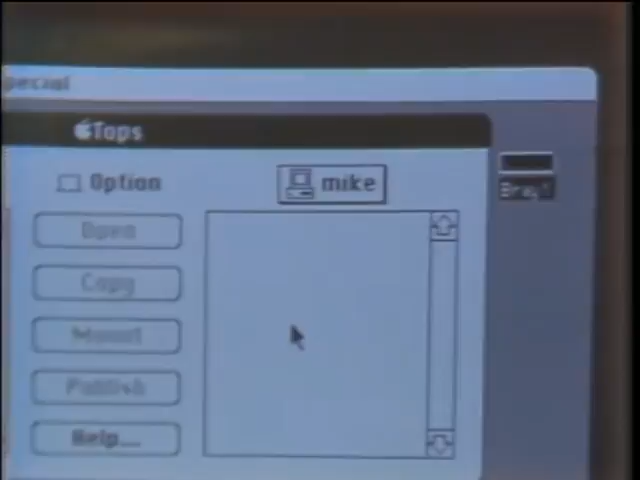 Special
Tops
Option
mike
Open
Copy
Mount
Publish
Help...